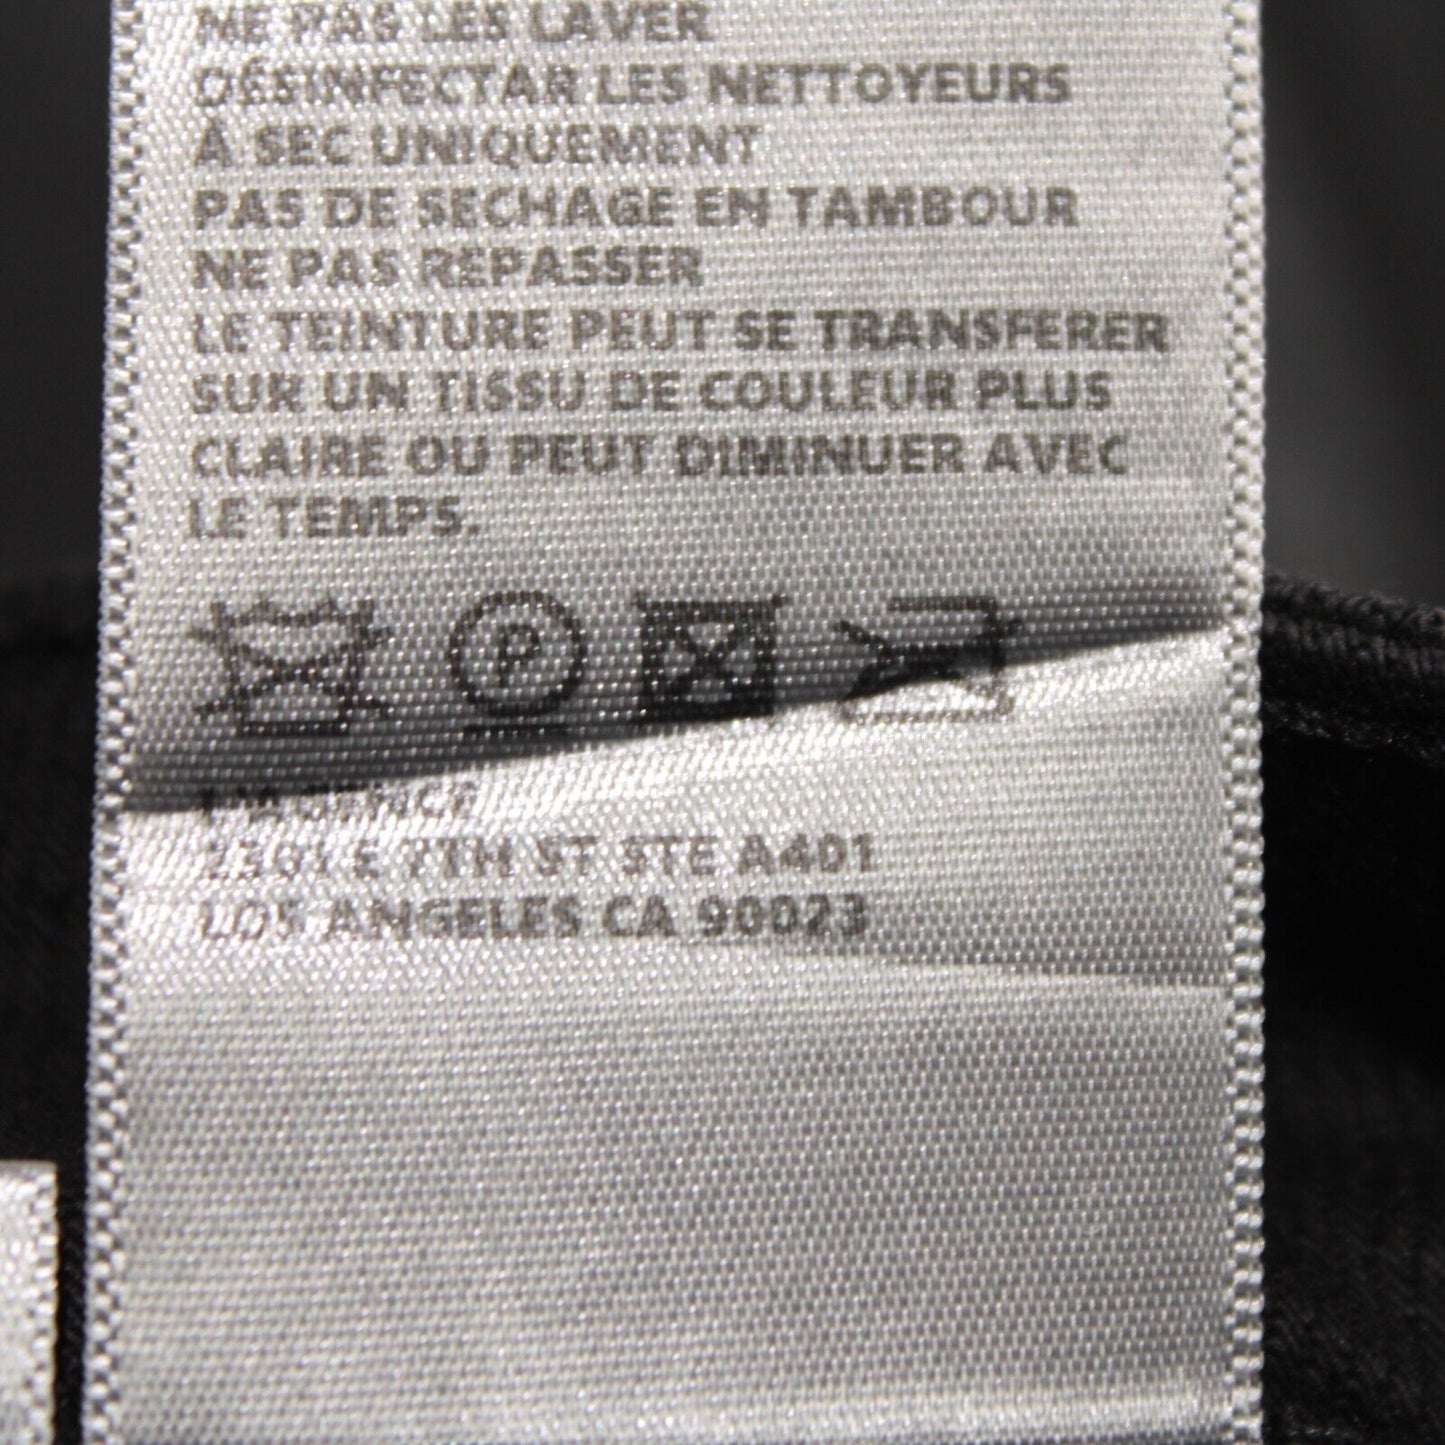 NE PAS LES LAVER
DÉSINFECTAR LES NETTOYEURS
À SEC UNIQUEMENT
PAS DE SECHAGE EN TAMBOUR
NE PAS REPASSER
LE TEINTURE PEUT SE TRANSFERER
SUR UN TISSU DE COULEUR PLUS
CLAIRE OU PEUT DIMINUER AVEC
LE TEMPS.
P
L'AGENCE
2301 E 7TH ST STE A401
LOS ANGELES CA 90023